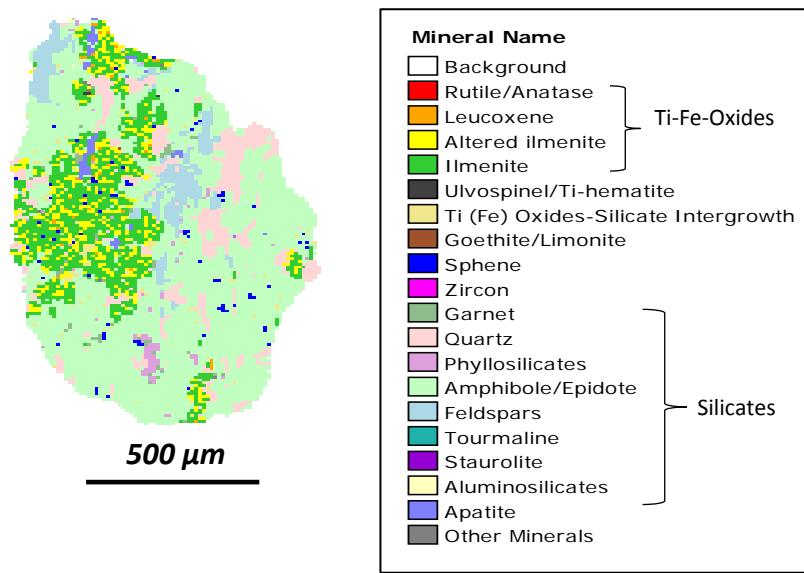 Mineral Name
Background
Rutile/Anatase
Leucoxene
Altered ilmenite
Ilmenite
Ti-Fe-Oxides
Ulvospinel/Ti-hematite
Ti (Fe) Oxides-Silicate Intergrowth
Goethite/Limonite
Sphene
Zircon
Garnet
Quartz
Phyllosilicates
Amphibole/Epidote
Feldspars
Tourmaline
Staurolite
Aluminosilicates
Silicates
Apatite
Other Minerals
500 µm